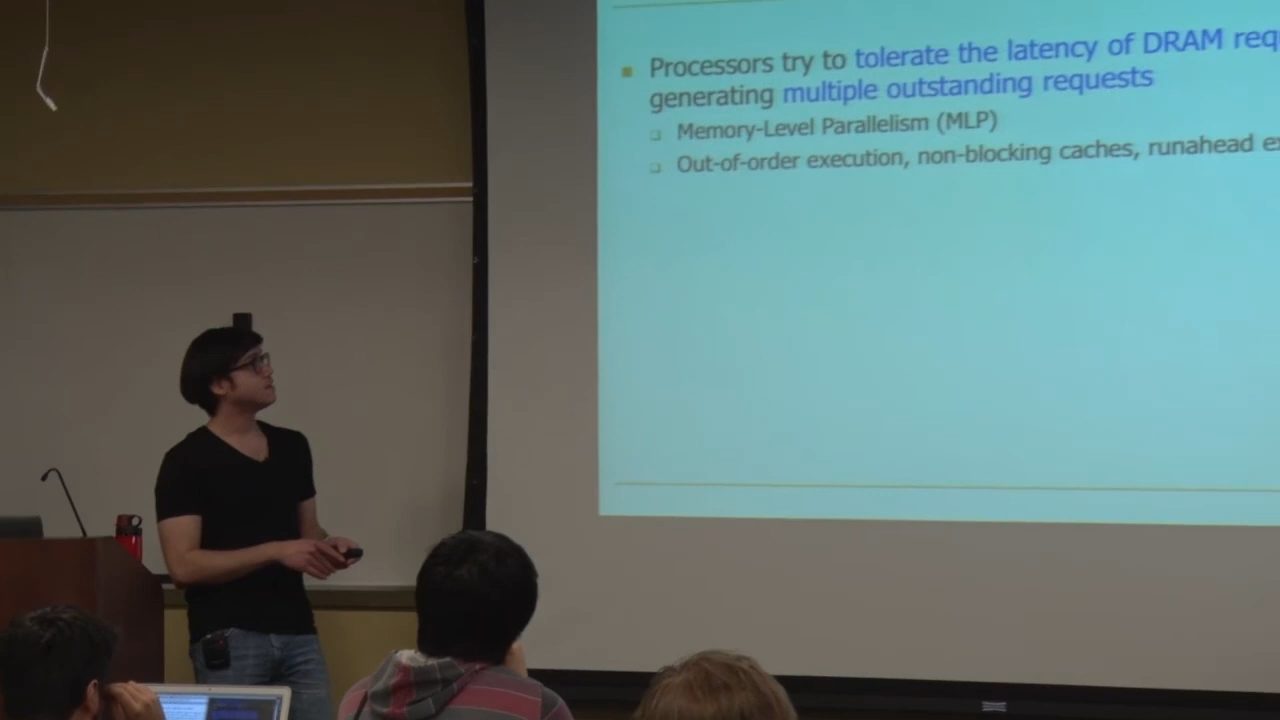 Processors try to tolerate the latency of DRAM
generating multiple outstanding requests
Memory-Level Parallelism (MLP)
Out-of-order execution, non-blocking caches, runahead